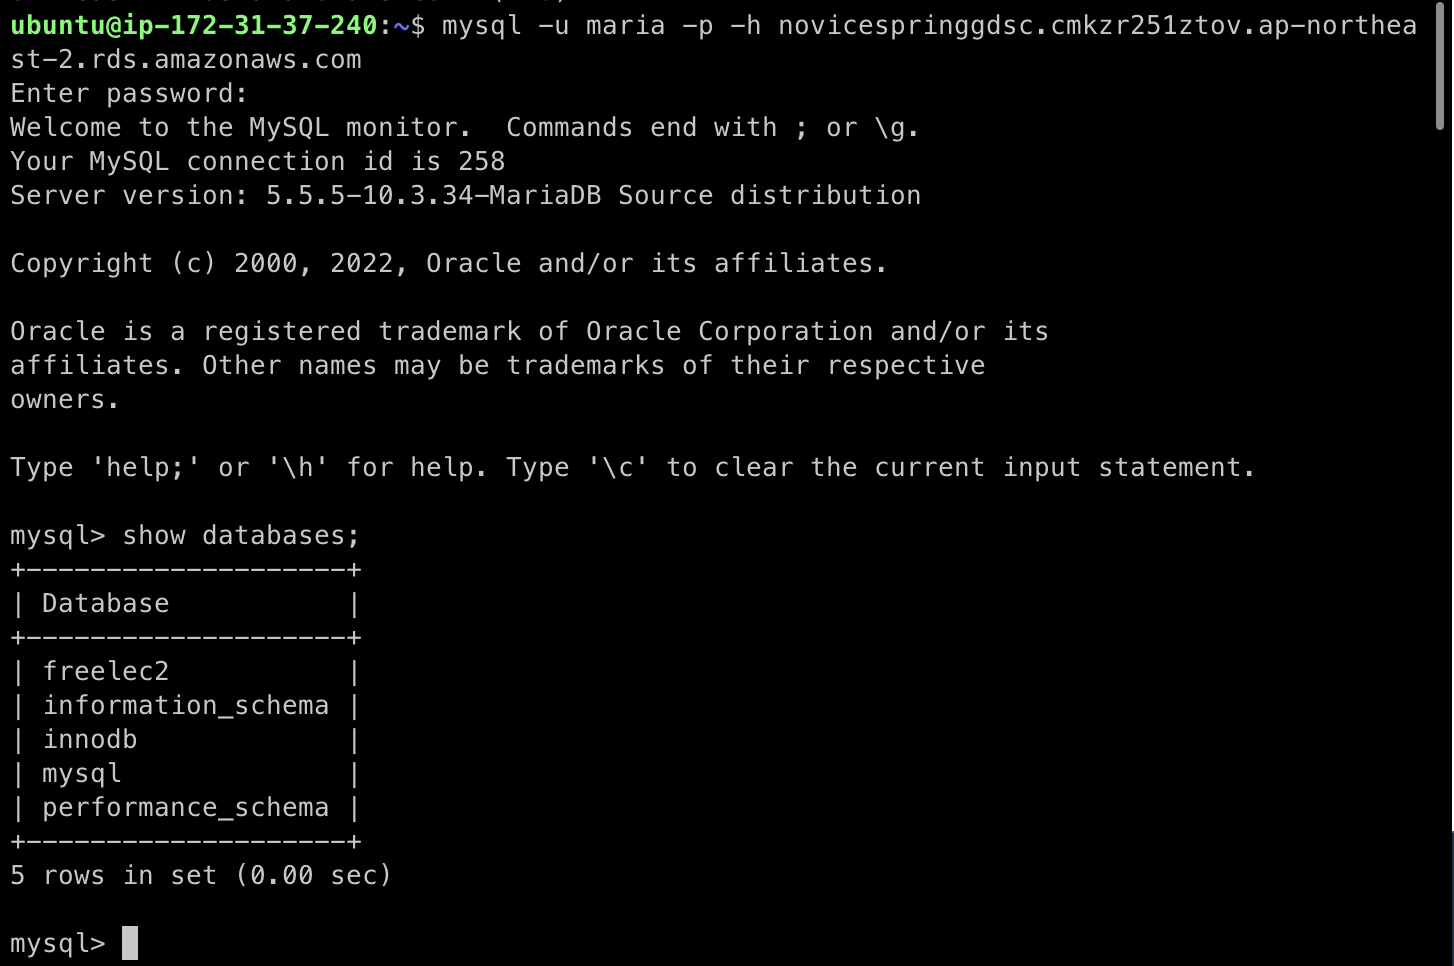 ubuntu@ip-172-31-37-240:~$ mysql -u maria -p -h novicespringgdsc.cmkzr251ztov.ap-northea
st-2.rds.amazonaws.com
Enter password:
Welcome to the MySQL monitor.  Commands end with ; or \g.
Your MySQL connection id is 258
Server version: 5.5.5-10.3.34-MariaDB Source distribution

Copyright (c) 2000, 2022, Oracle and/or its affiliates.

Oracle is a registered trademark of Oracle Corporation and/or its
affiliates. Other names may be trademarks of their respective
owners.

Type 'help;' or '\h' for help. Type '\c' to clear the current input statement.

mysql> show databases;
+--------------------+
| Database           |
+--------------------+
| freelec2           |
| information_schema |
| innodb             |
| mysql              |
| performance_schema |
+--------------------+
5 rows in set (0.00 sec)

mysql>